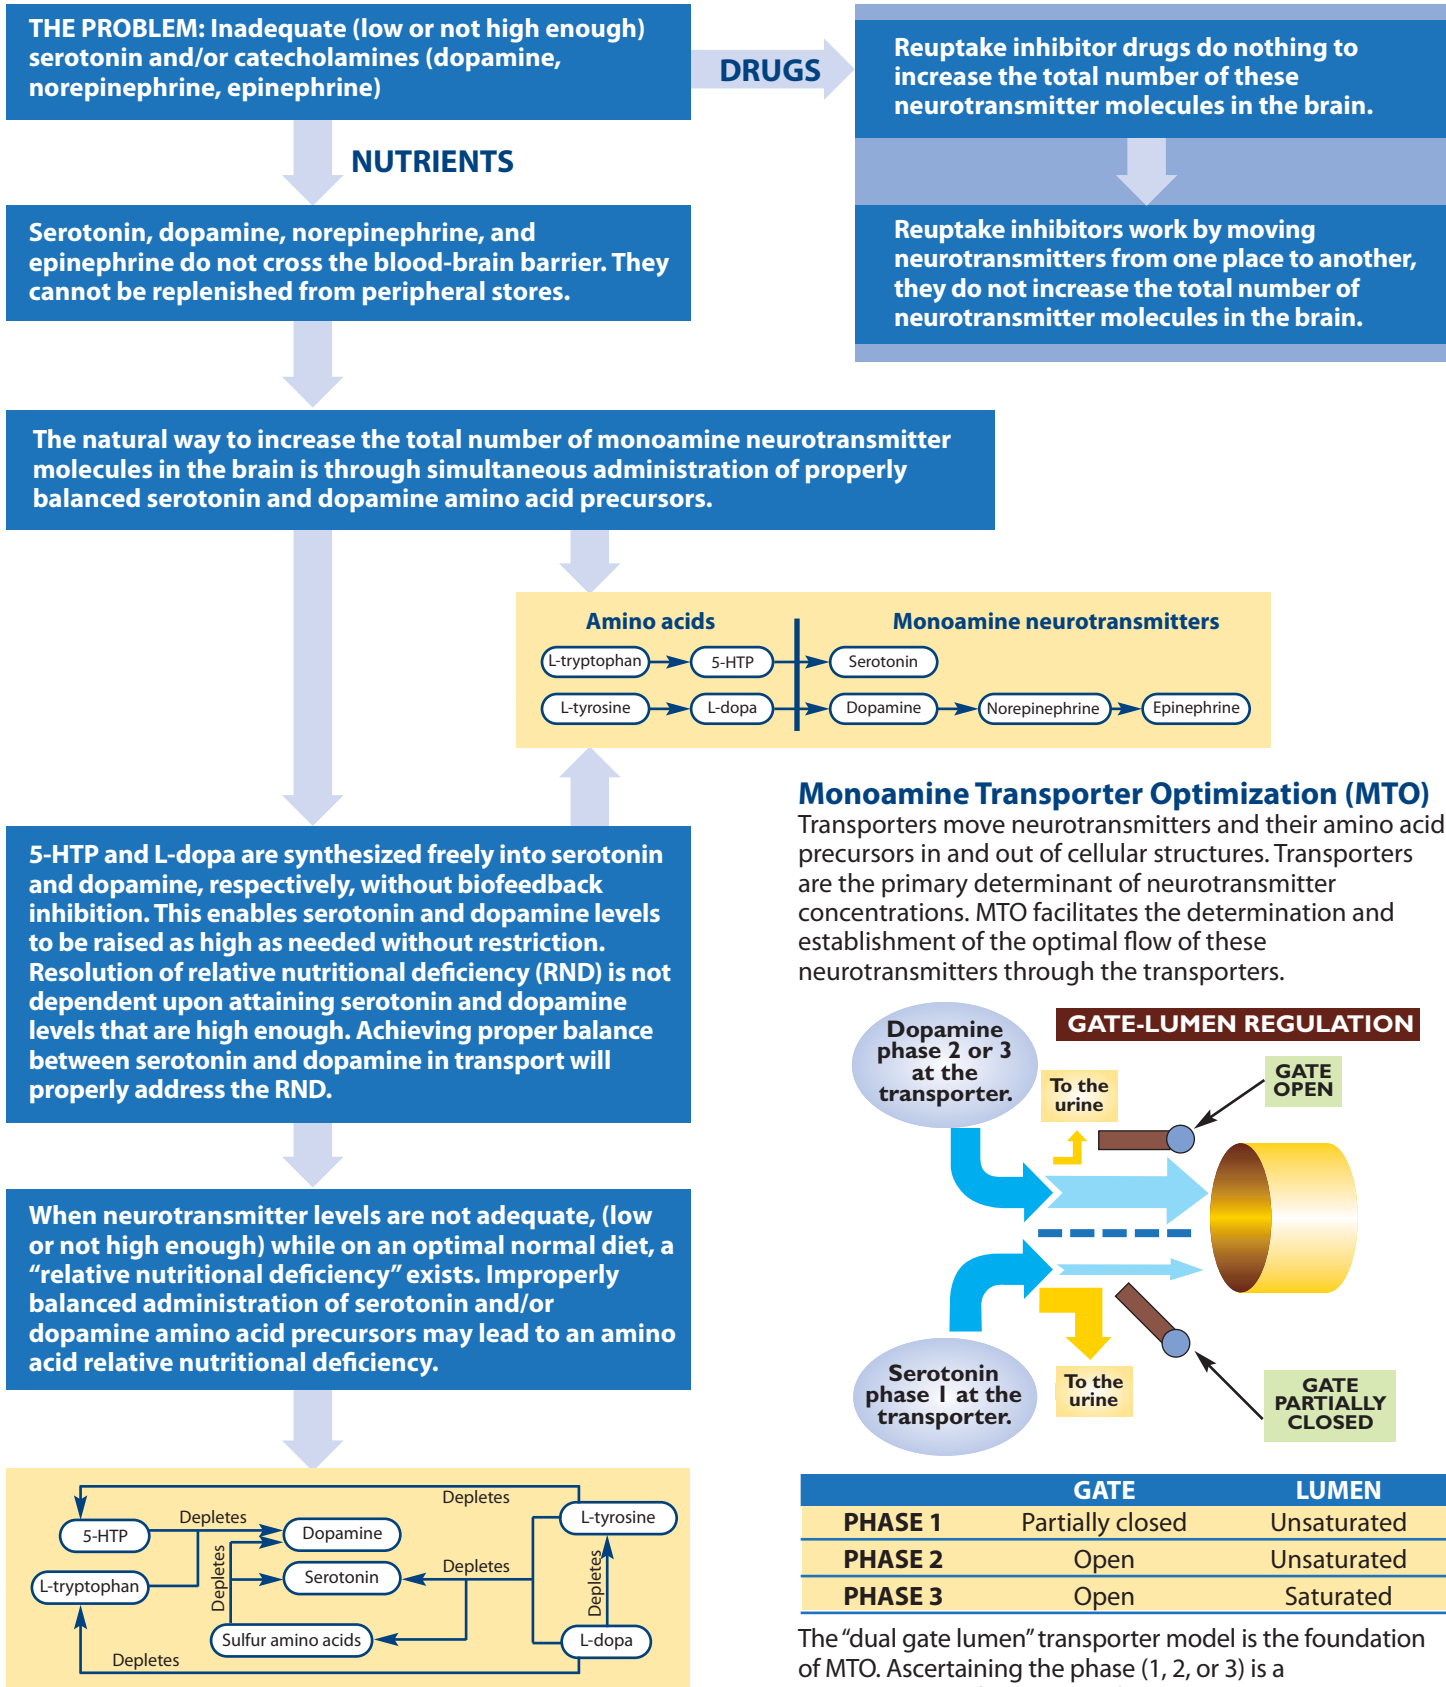 THE PROBLEM: Inadequate (low or not high enough)
serotonin and/or catecholamines (dopamine,
norepinephrine, epinephrine)
DRUGS
Reuptake inhibitor drugs do nothing to
increase the total number of these
neurotransmitter molecules in the brain.
NUTRIENTS
Serotonin, dopamine, norepinephrine, and
epinephrine do not cross the blood-brain barrier. They
cannot be replenished from peripheral stores.
Reuptake inhibitors work by moving
neurotransmitters from one place to another,
they do not increase the total number of
neurotransmitter molecules in the brain.
The natural way to increase the total number of monoamine neurotransmitter
molecules in the brain is through simultaneous administration of properly
balanced serotonin and dopamine amino acid precursors.
Amino acids
Monoamine neurotransmitters
L-tryptophan
5-HTP
Serotonin
L-tyrosine
L-dopa
Dopamine
Norepinephrine
Epinephrine
5-HTP and L-dopa are synthesized freely into serotonin
and dopamine, respectively, without biofeedback
inhibition. This enables serotonin and dopamine levels
to be raised as high as needed without restriction.
Resolution of relative nutritional deficiency (RND) is not
dependent upon attaining serotonin and dopamine
levels that are high enough. Achieving proper balance
between serotonin and dopamine in transport will
properly address the RND.
When neurotransmitter levels are not adequate, (low
or not high enough) while on an optimal normal diet, a
“relative nutritional deficiency” exists. Improperly
balanced administration of serotonin and/or
dopamine amino acid precursors may lead to an amino
acid relative nutritional deficiency.
Depletes
5-HTP
Depletes
Dopamine
L-tyrosine
L-tryptophan
Depletes
Serotonin
Depletes
Depletes
Sulfur amino acids
L-dopa
Depletes
Monoamine Transporter Optimization (MTO)
Transporters move neurotransmitters and their amino acid
precursors in and out of cellular structures. Transporters
are the primary determinant of neurotransmitter
concentrations. MTO facilitates the determination and
establishment of the optimal flow of these
neurotransmitters through the transporters.
Dopamine
phase 2 or 3
at the
transporter.
GATE-LUMEN REGULATION
To the
urine
GATE
OPEN
Serotonin
phase 1 at the
transporter.
To the
urine
GATE
PARTIALLY
CLOSED
GATE LUMEN
PHASE 1 Partially closed Unsaturated
PHASE 2 Open Unsaturated
PHASE 3 Open Saturated
The “dual gate lumen” transporter model is the foundation
of MTO. Ascertaining the phase (1, 2, or 3) is a